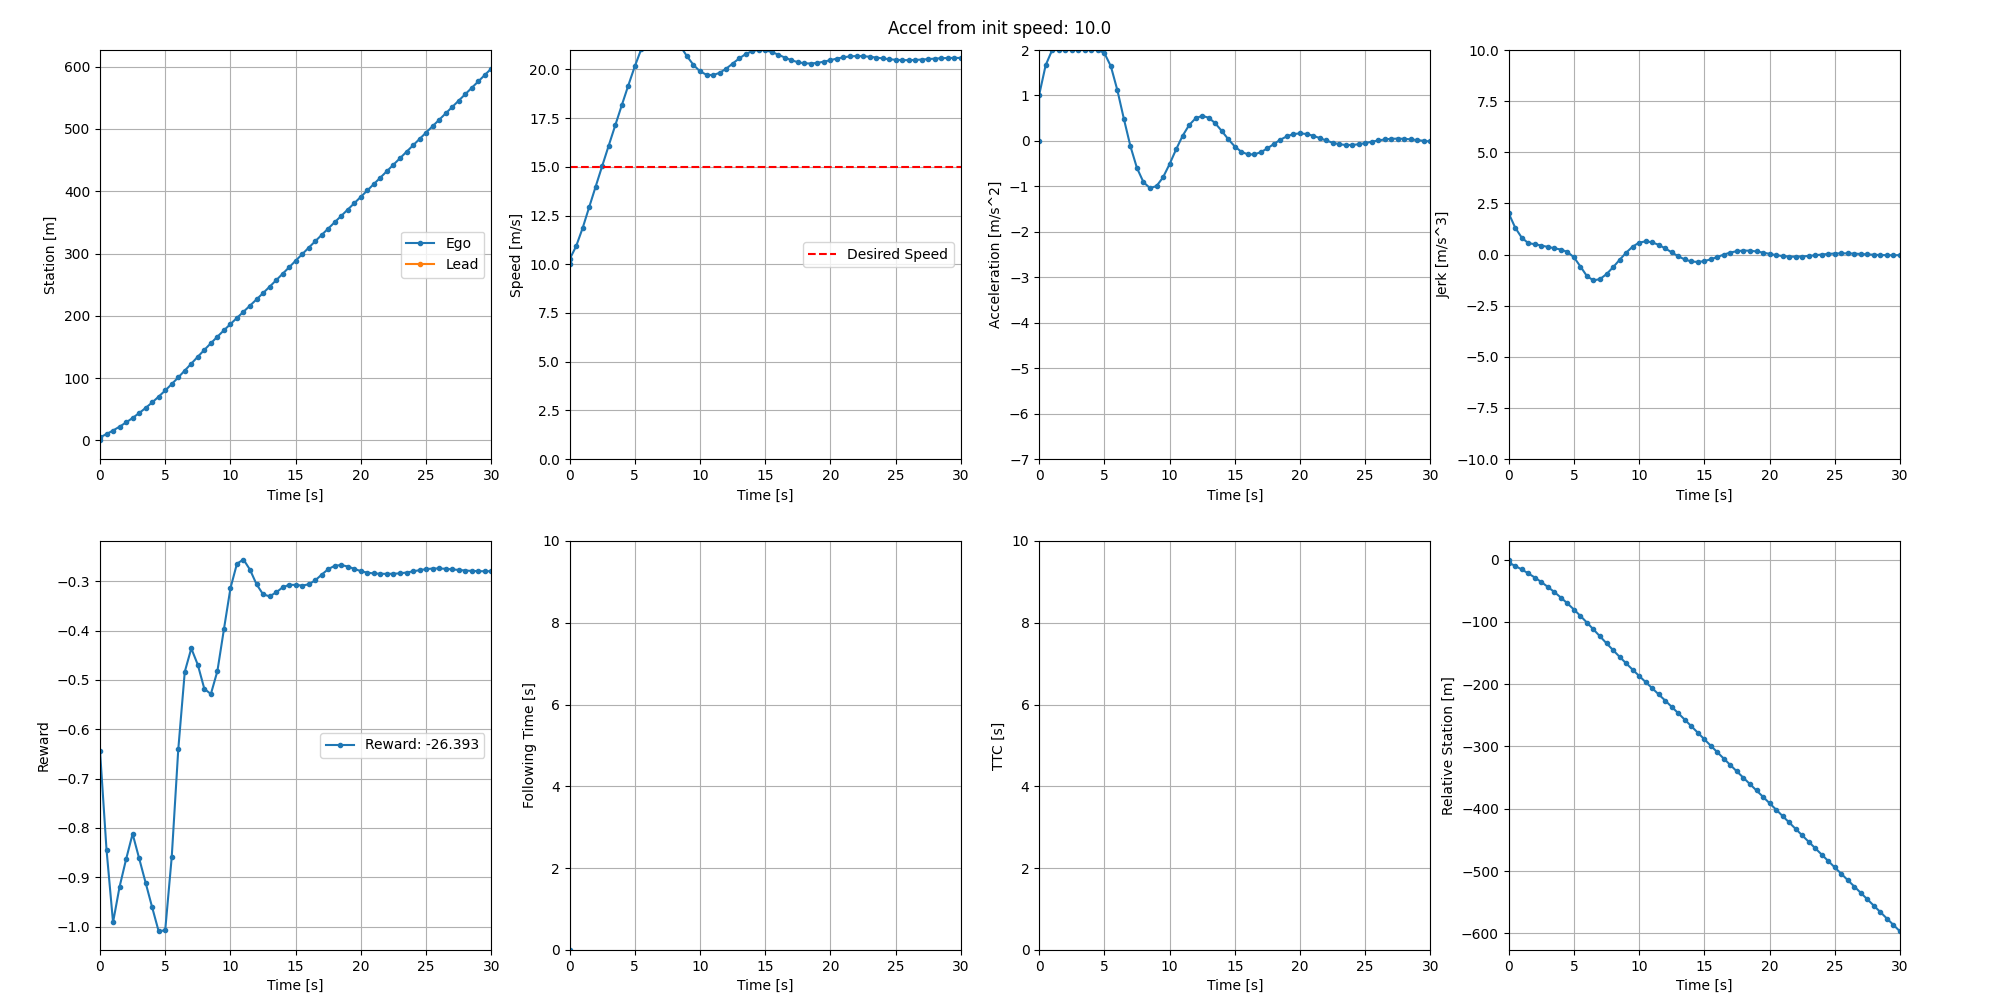 Accel from init speed: 10.0
600
500
400
300
200
100
0
Station [m]
Ego
Lead
0 5 10 15 20 25 30
Time [s]
20.0
17.5
15.0
12.5
10.0
7.5
5.0
2.5
0.0
Speed [m/s]
Desired Speed
0 5 10 15 20 25 30
Time [s]
2
1
0
−1
−2
−3
−4
−5
−6
−7
Acceleration [m/s^2]
0 5 10 15 20 25 30
Time [s]
10.0
7.5
5.0
2.5
0.0
−2.5
−5.0
−7.5
−10.0
Jerk [m/s^3]
0 5 10 15 20 25 30
Time [s]
−0.3
−0.4
−0.5
−0.6
−0.7
−0.8
−0.9
−1.0
Reward
Reward: -26.393
0 5 10 15 20 25 30
Time [s]
10
8
6
4
2
0
Following Time [s]
0 5 10 15 20 25 30
Time [s]
10
8
6
4
2
0
TTC [s]
0 5 10 15 20 25 30
Time [s]
0
−100
−200
−300
−400
−500
−600
Relative Station [m]
0 5 10 15 20 25 30
Time [s]